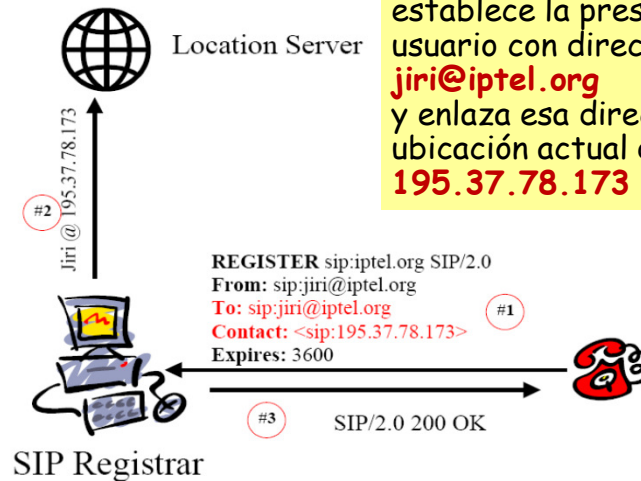 establece la
usuario con
jiri@iptel.org
y enlaza esa
ubicación actual
195.37.78.173
Location Server
Jiri @ 195.37.78.173
#2
REGISTER sip:iptel.org SIP/2.0
From: sip:jiri@iptel.org
To: sip:jiri@iptel.org
#1
Contact: <sip:195.37.78.173>
Expires: 3600
#3
SIP/2.0 200 OK
SIP Registrar